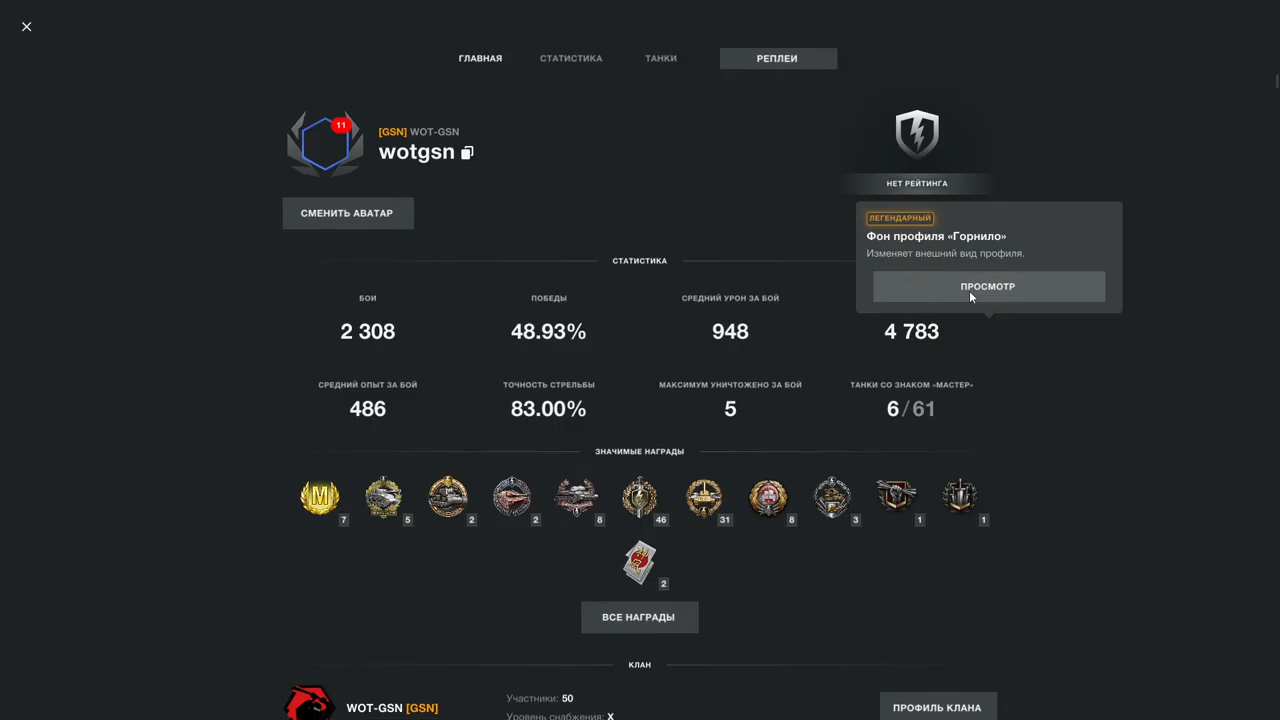 ГЛАВНАЯ СТАТИСТИКА ТАНКИ РЕПЛЕИ
11
[GSN] WOT-GSN
wotgsn
НЕТ РЕЙТИНГА
СМЕНИТЬ АВАТАР
ЛЕГЕНДАРНЫЙ
Фон профиля «Горнило»
Изменяет внешний вид профиля.
ПРОСМОТР
СТАТИСТИКА
БОИ ПОБЕДЫ СРЕДНИЙ УРОН ЗА БОЙ
2 308 48.93% 948 4 783
СРЕДНИЙ ОПЫТ ЗА БОЙ ТОЧНОСТЬ СТРЕЛЬБЫ МАКСИМУМ УНИЧТОЖЕНО ЗА БОЙ ТАНКИ СО ЗНАКОМ «МАСТЕР»
486 83.00% 5 6/61
ЗНАЧИМЫЕ НАГРАДЫ
M
7 5 2 2 8 46 31 8 3 1 1
2
ВСЕ НАГРАДЫ
КЛАН
WOT-GSN [GSN]
Участники: 50
Уровень снабжения: X
ПРОФИЛЬ КЛАНА